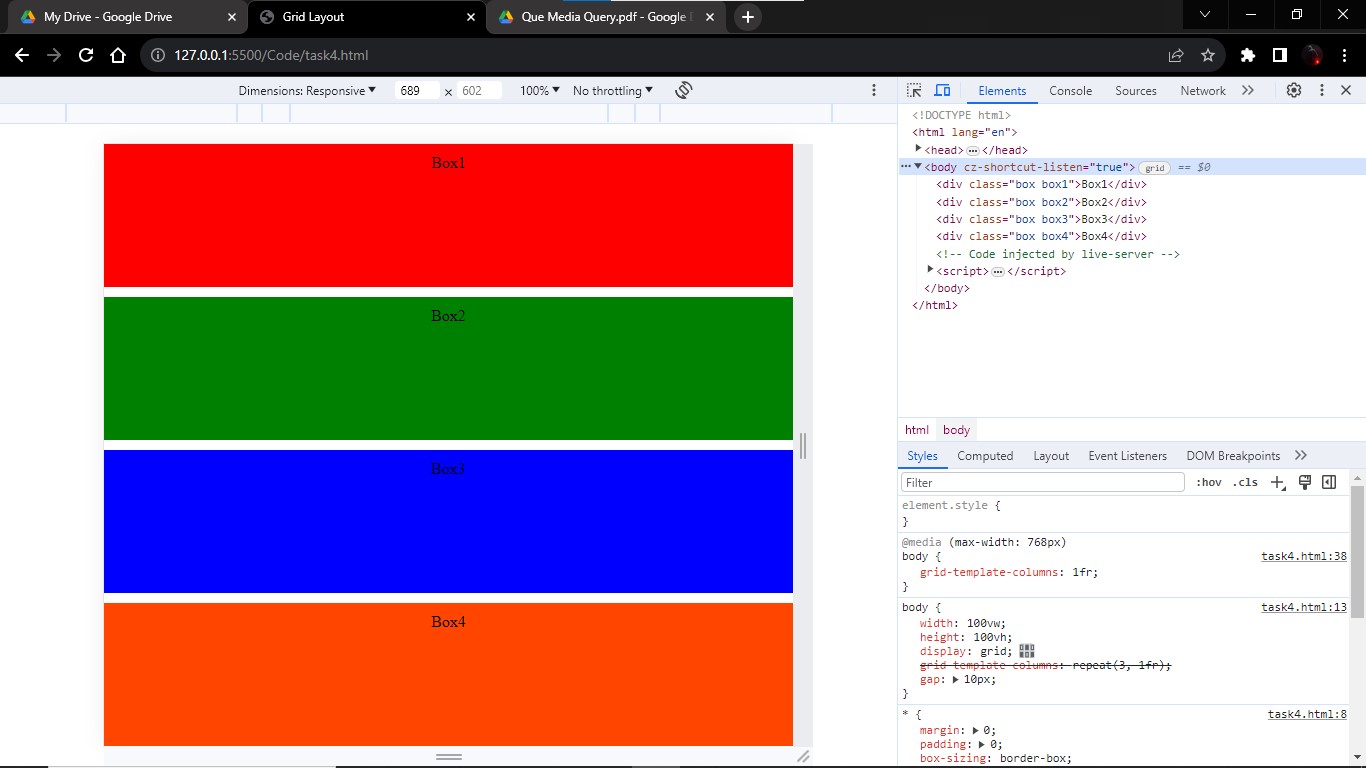 My Drive - Google Drive
Grid Layout
Que Media Query.pdf - Google
127.0.0.1:5500/Code/task4.html
Dimensions: Responsive 689 x 602 100% No throttling
Elements Console Sources Network
<!DOCTYPE html>
<html lang="en">
<head> ••• </head>
••• <body cz-shortcut-listen="true"> grid == $0
<div class="box box1">Box1</div>
<div class="box box2">Box2</div>
<div class="box box3">Box3</div>
<div class="box box4">Box4</div>
<!-- Code injected by live-server -->
<script> ••• </script>
</body>
</html>
Box1
Box2
Box3
Box4
html body
Styles Computed Layout Event Listeners DOM Breakpoints
Filter :hov .cls
element.style {
}
@media (max-width: 768px)
body { task4.html:38
grid-template-columns: 1fr;
}
body { task4.html:13
width: 100vw;
height: 100vh;
display: grid;
grid-template-columns: repeat(3, 1fr);
gap: 10px;
}
* { task4.html:8
margin: 0;
padding: 0;
box-sizing: border-box;